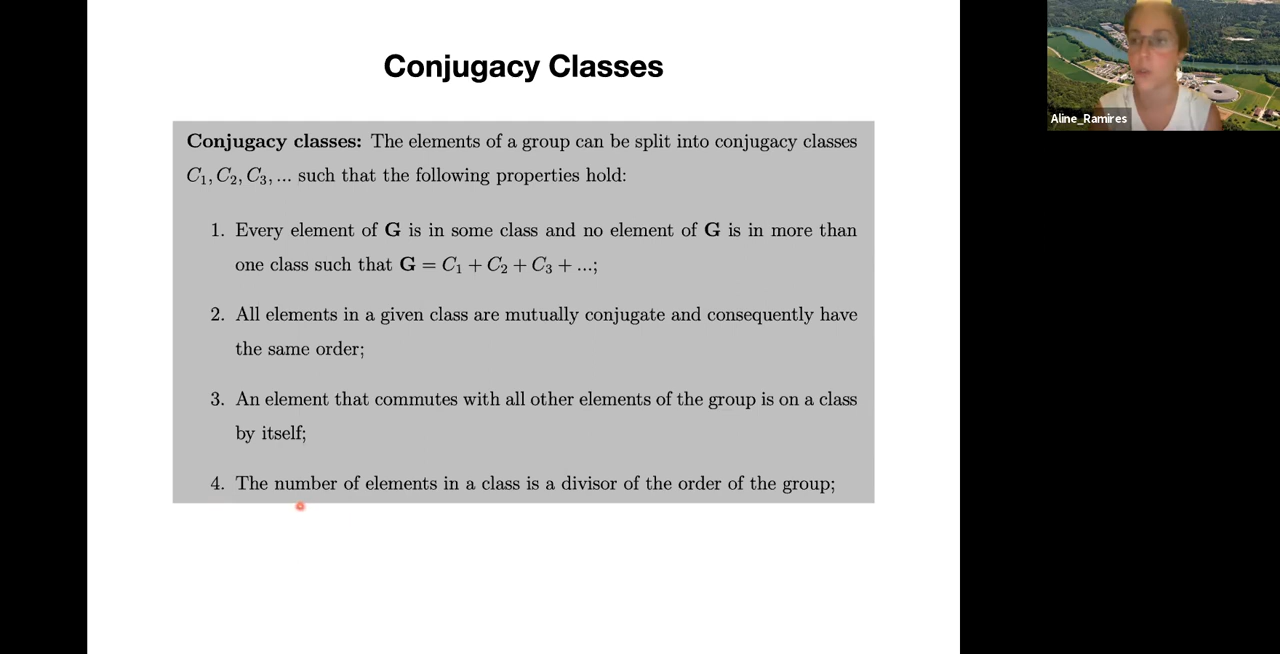 Conjugacy Classes
Aline_Ramires
Conjugacy classes: The elements of a group can be split into conjugacy classes
C₁, C₂, C₃, ... such that the following properties hold:
1. Every element of G is in some class and no element of G is in more than
one class such that G = C₁ + C₂ + C₃ + ...;
2. All elements in a given class are mutually conjugate and consequently have
the same order;
3. An element that commutes with all other elements of the group is on a class
by itself;
4. The number of elements in a class is a divisor of the order of the group;